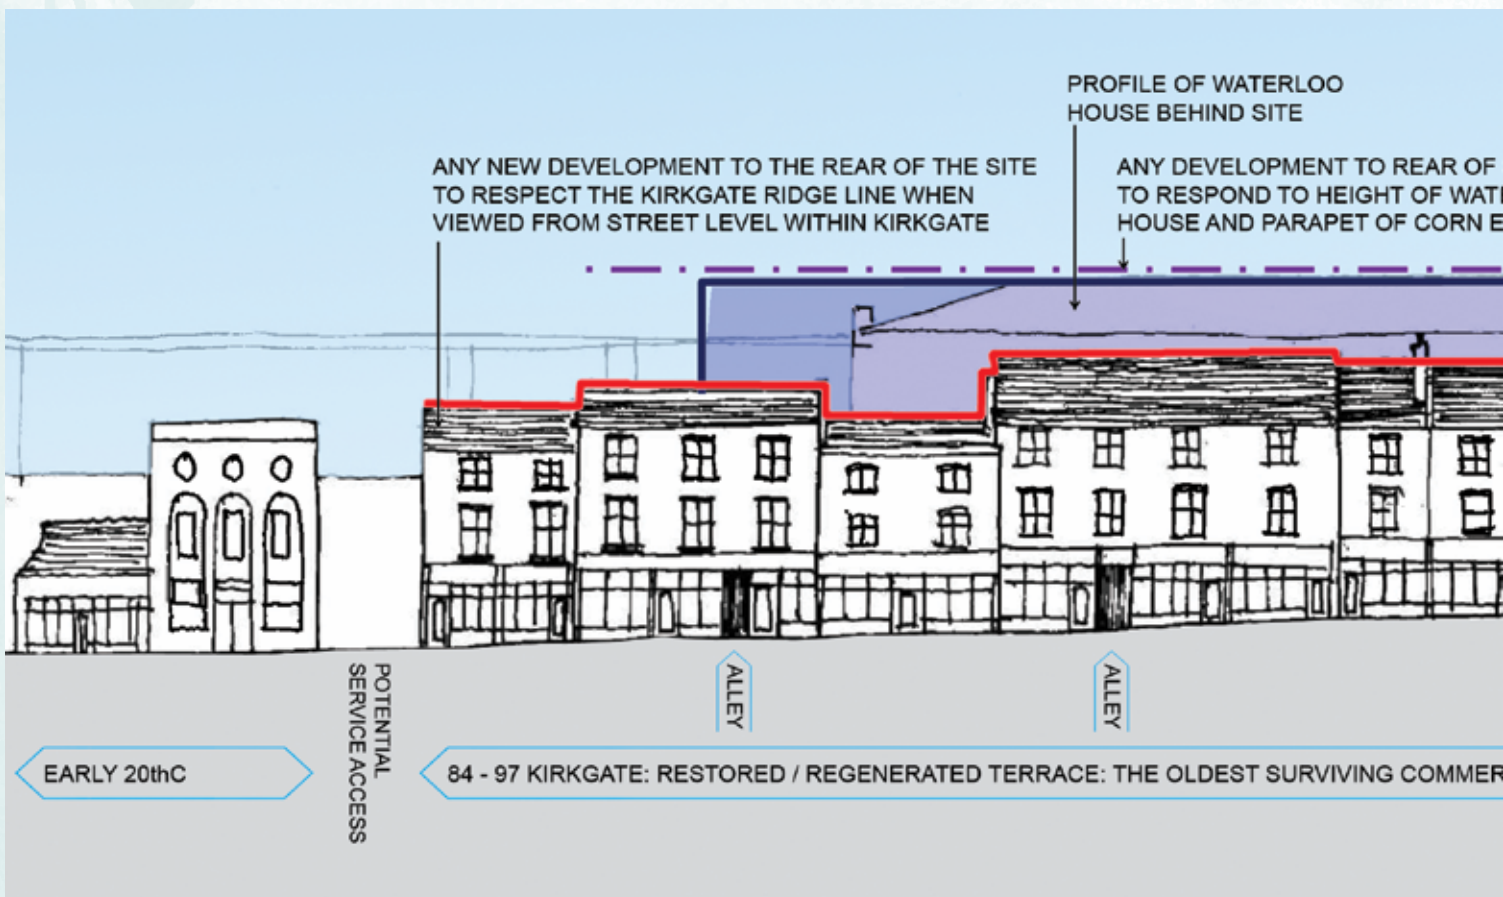 PROFILE OF WATERLOO
HOUSE BEHIND SITE
ANY NEW DEVELOPMENT TO THE REAR OF THE SITE
TO RESPECT THE KIRKGATE RIDGE LINE WHEN
VIEWED FROM STREET LEVEL WITHIN KIRKGATE
ANY DEVELOPMENT TO REAR OF
TO RESPOND TO HEIGHT OF WAT
HOUSE AND PARAPET OF CORN E
POTENTIAL
SERVICE ACCESS
ALLEY
ALLEY
EARLY 20thC
84 - 97 KIRKGATE: RESTORED / REGENERATED TERRACE: THE OLDEST SURVIVING COMMER